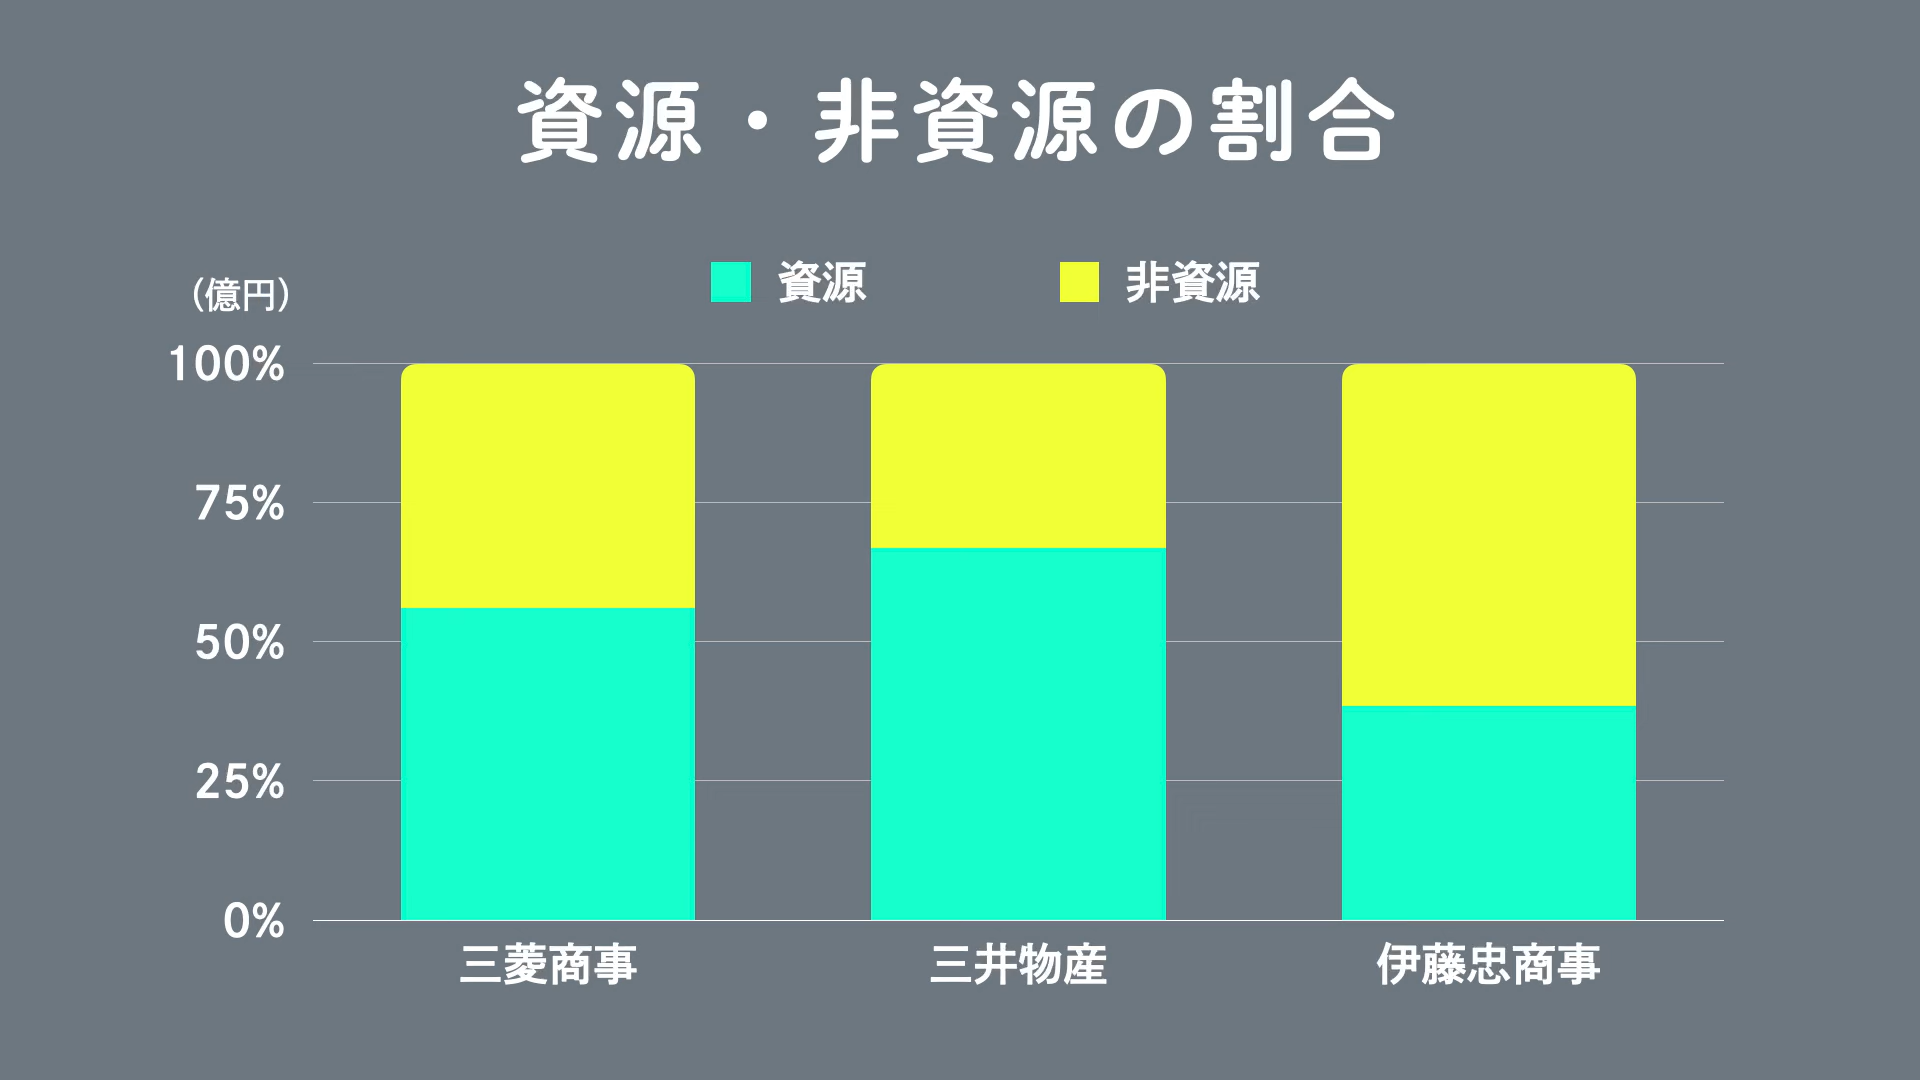 資源・非資源の割合
資源 非資源
(億円)
100%
75%
50%
25%
0%
三菱商事 三井物産 伊藤忠商事